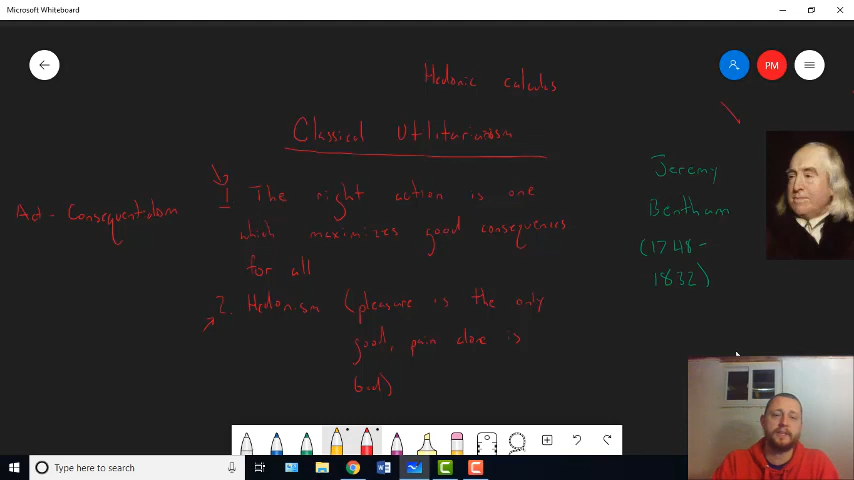 Microsoft Whiteboard
PM
Hedonic calculus
Classical Utilitarianism
Act-Consequentialism
1 The right action is one
which maximizes good consequences
for all
2. Hedonism (pleasure is the only
good, pain alone is
bad)
Jeremy
Bentham
(1748-
1832)
Type here to search